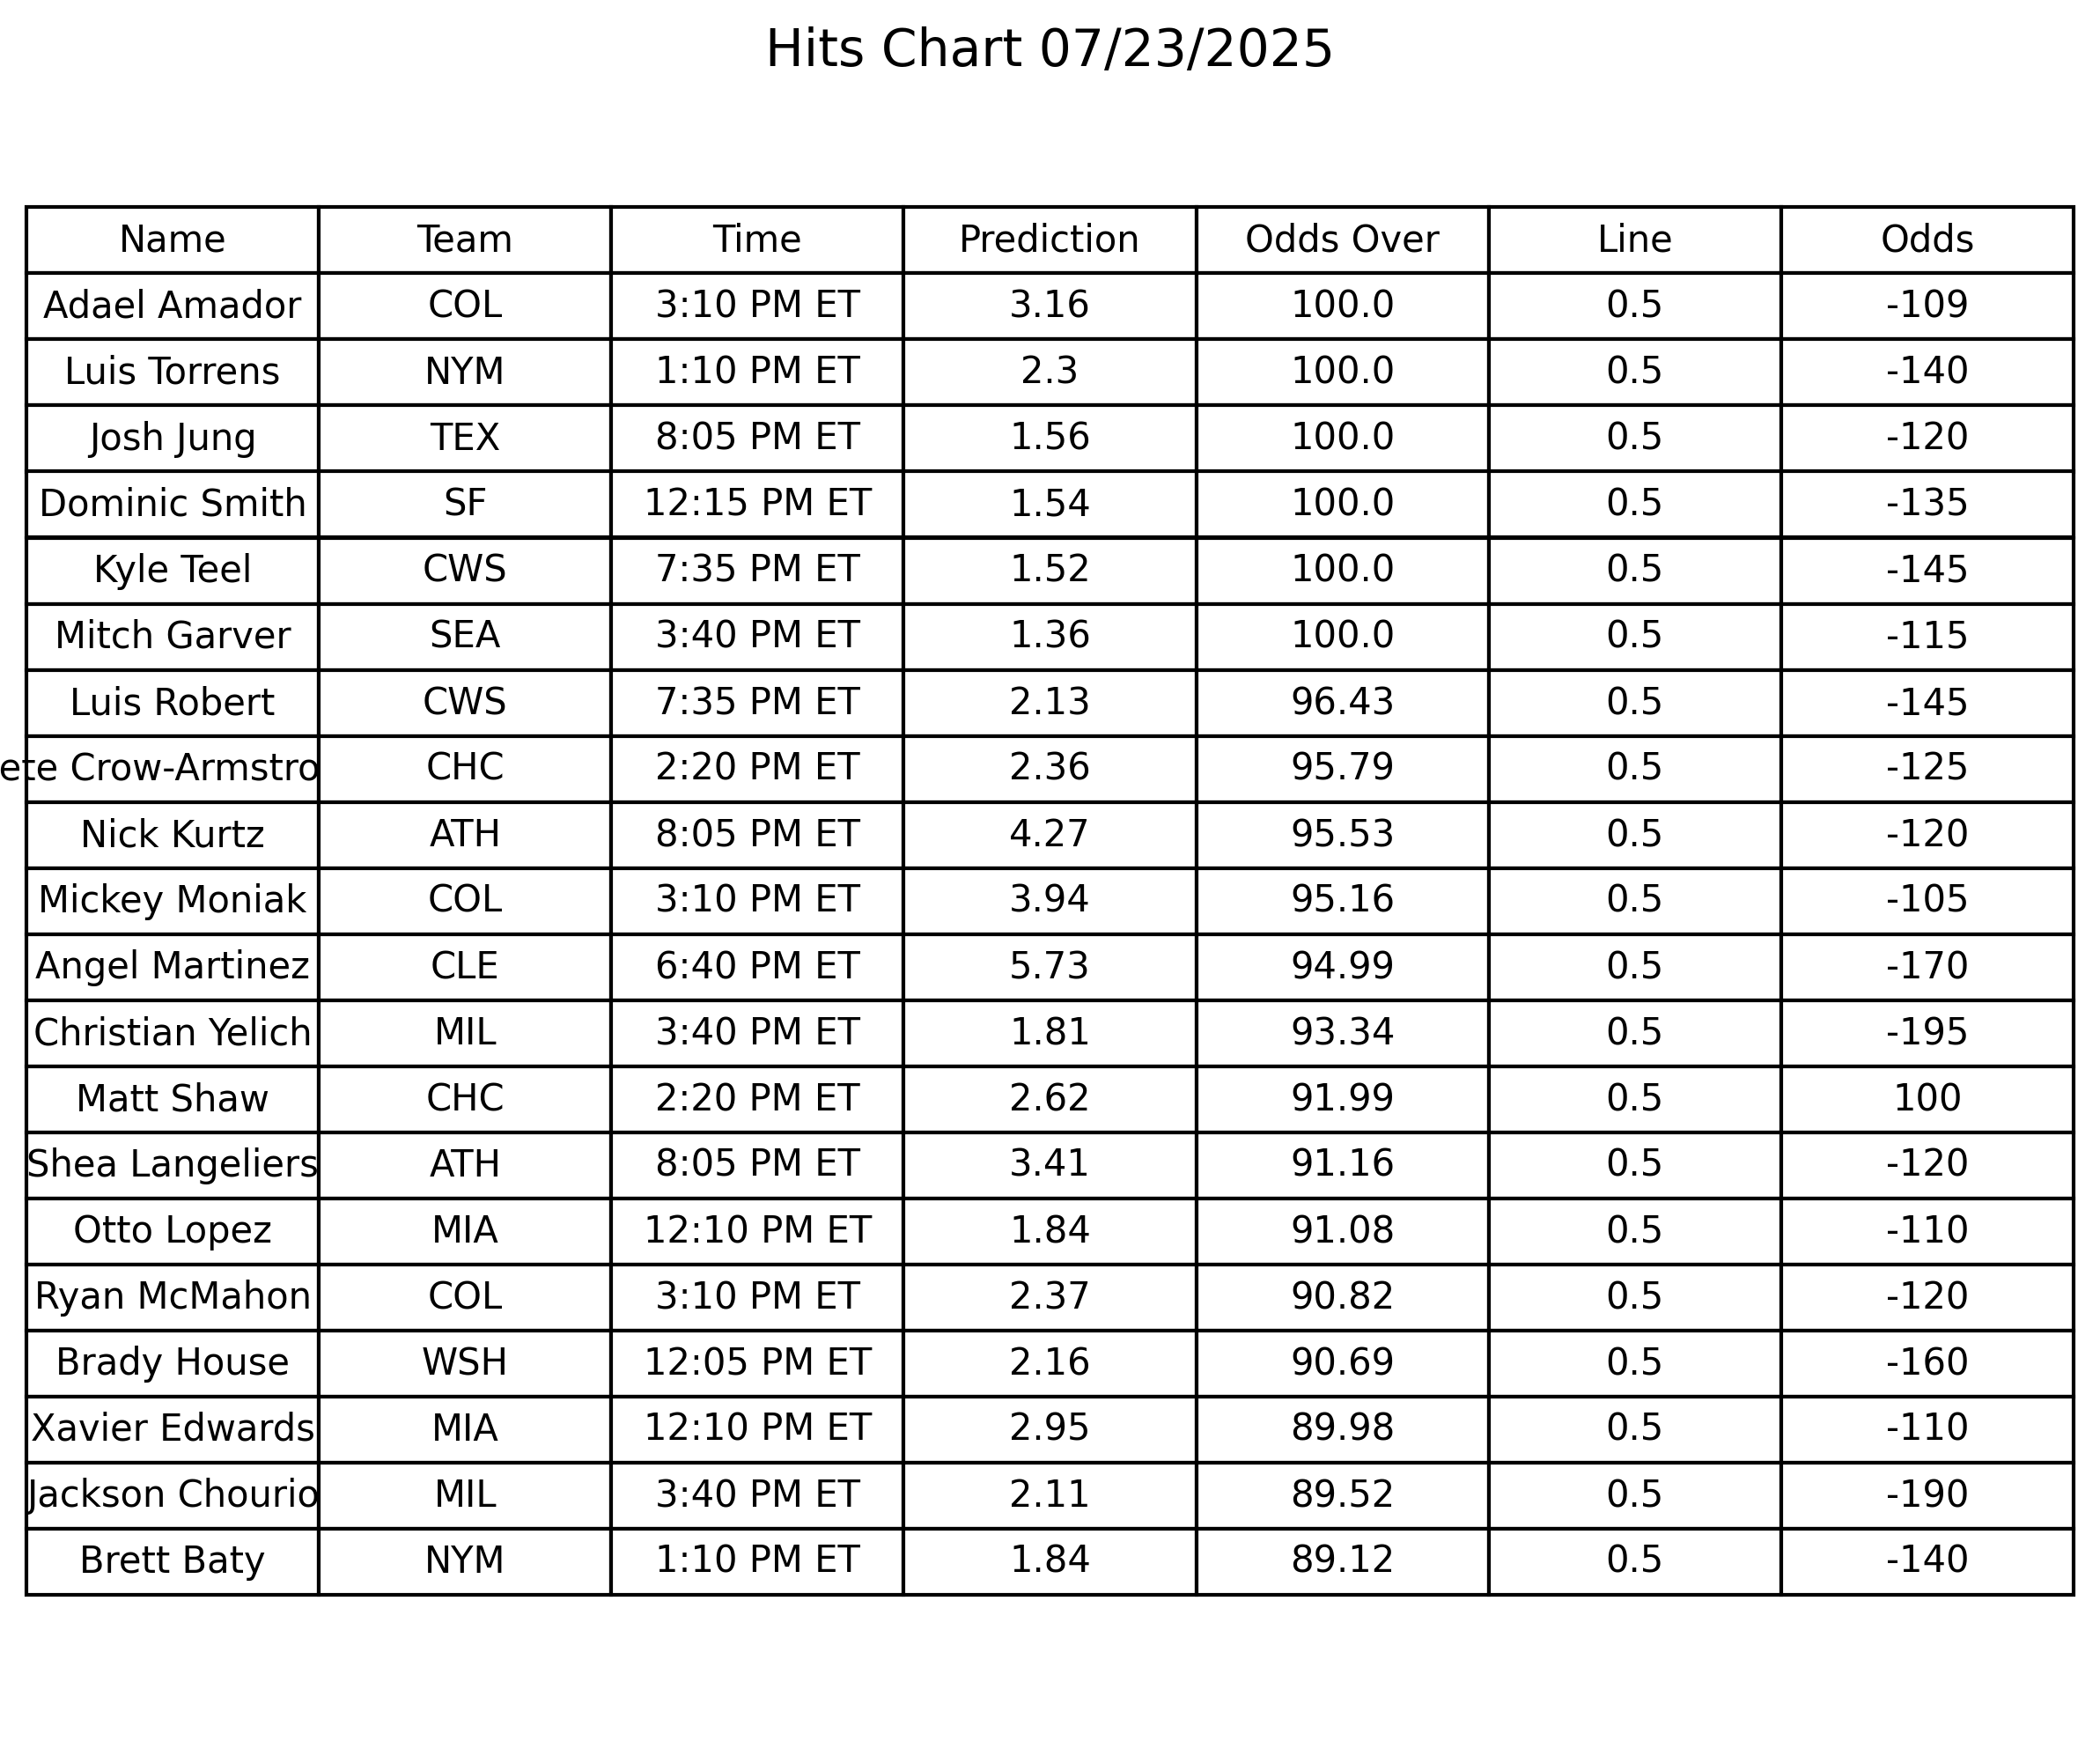 Hits Chart 07/23/2025
Name Team Time Prediction Odds Over Line Odds
Adael Amador COL 3:10 PM ET 3.16 100.0 0.5 -109
Luis Torrens NYM 1:10 PM ET 2.3 100.0 0.5 -140
Josh Jung TEX 8:05 PM ET 1.56 100.0 0.5 -120
Dominic Smith SF 12:15 PM ET 1.54 100.0 0.5 -135
Kyle Teel CWS 7:35 PM ET 1.52 100.0 0.5 -145
Mitch Garver SEA 3:40 PM ET 1.36 100.0 0.5 -115
Luis Robert CWS 7:35 PM ET 2.13 96.43 0.5 -145
ete Crow-Armstro CHC 2:20 PM ET 2.36 95.79 0.5 -125
Nick Kurtz ATH 8:05 PM ET 4.27 95.53 0.5 -120
Mickey Moniak COL 3:10 PM ET 3.94 95.16 0.5 -105
Angel Martinez CLE 6:40 PM ET 5.73 94.99 0.5 -170
Christian Yelich MIL 3:40 PM ET 1.81 93.34 0.5 -195
Matt Shaw CHC 2:20 PM ET 2.62 91.99 0.5 100
Shea Langeliers ATH 8:05 PM ET 3.41 91.16 0.5 -120
Otto Lopez MIA 12:10 PM ET 1.84 91.08 0.5 -110
Ryan McMahon COL 3:10 PM ET 2.37 90.82 0.5 -120
Brady House WSH 12:05 PM ET 2.16 90.69 0.5 -160
Xavier Edwards MIA 12:10 PM ET 2.95 89.98 0.5 -110
Jackson Chourio MIL 3:40 PM ET 2.11 89.52 0.5 -190
Brett Baty NYM 1:10 PM ET 1.84 89.12 0.5 -140